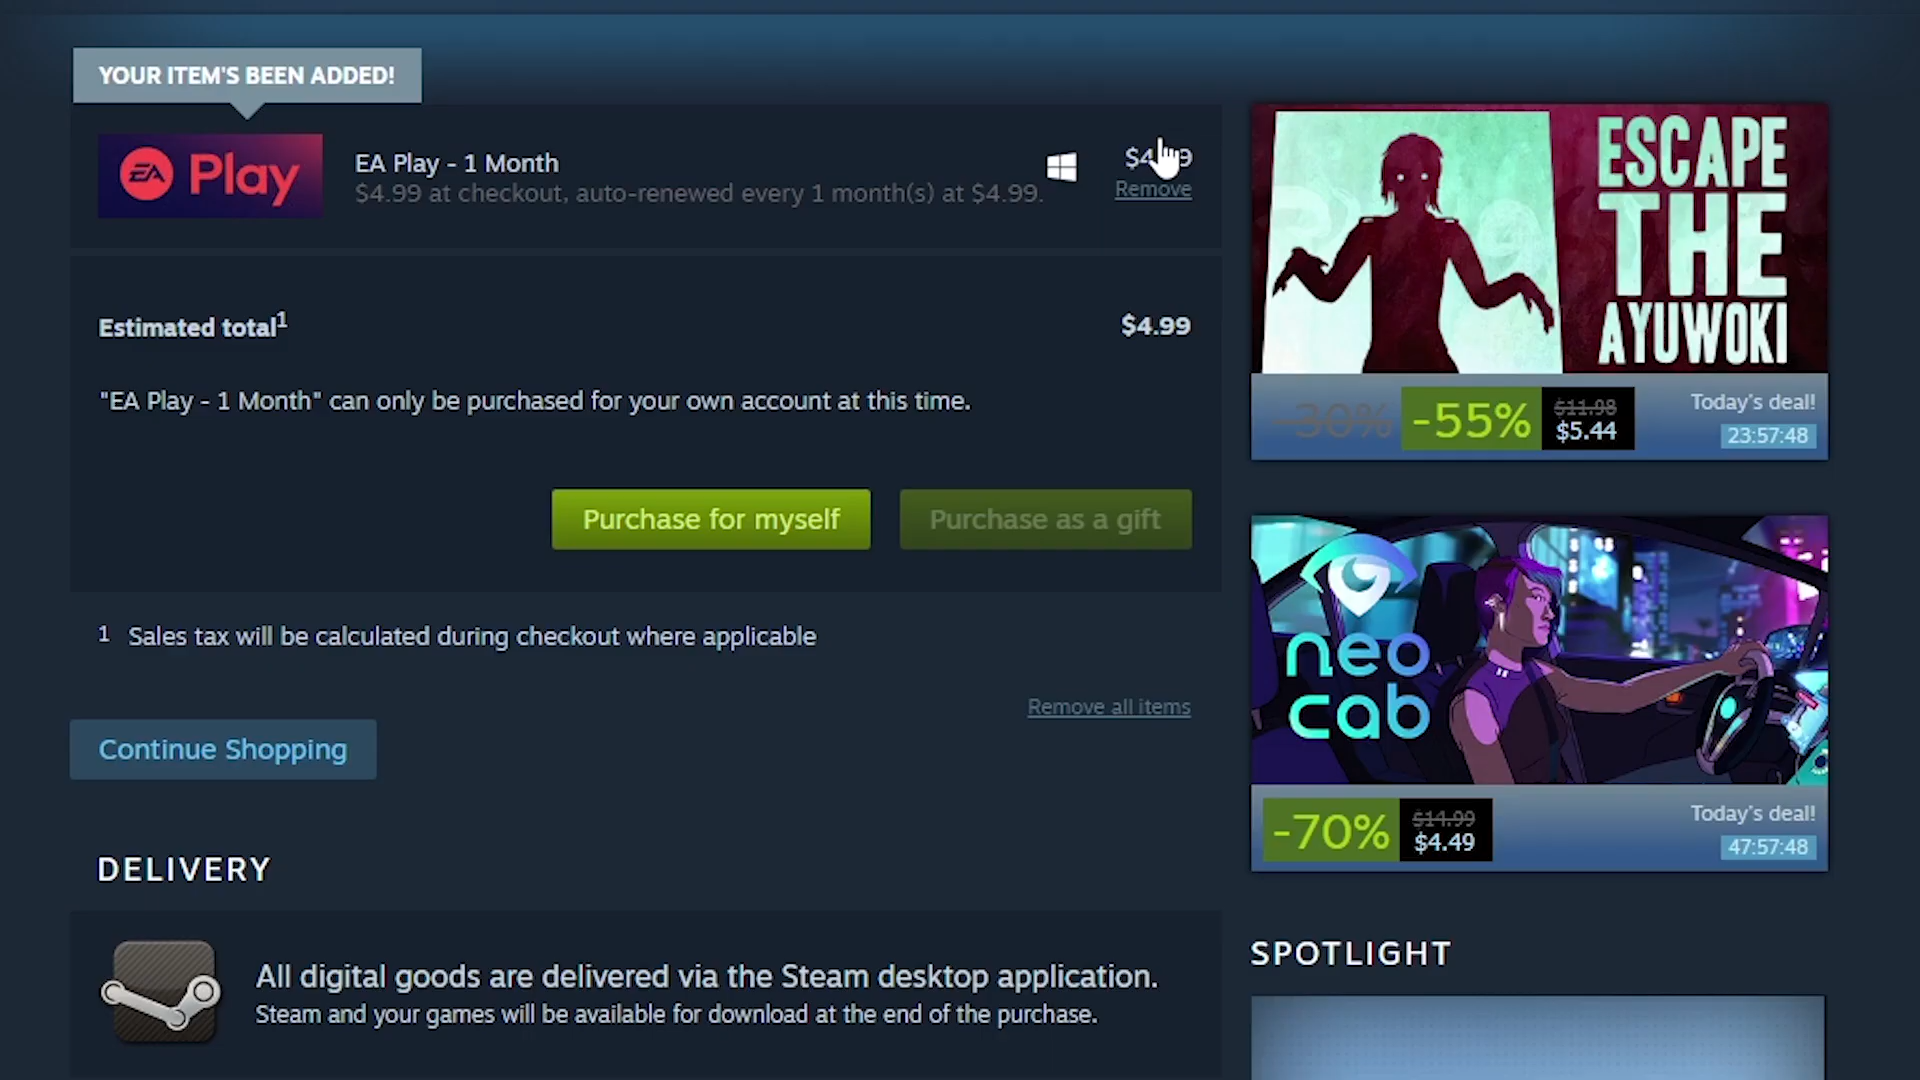 YOUR ITEM'S BEEN ADDED!
EA Play
EA Play - 1 Month
$4.99 at checkout, auto-renewed every 1 month(s) at $4.99.
Remove
Estimated total1
$4.99
"EA Play - 1 Month" can only be purchased for your own account at this time.
Purchase for myself
Purchase as a gift
1 Sales tax will be calculated during checkout where applicable
Remove all items
Continue Shopping
DELIVERY
All digital goods are delivered via the Steam desktop application.
Steam and your games will be available for download at the end of the purchase.
ESCAPE
THE
AYUWOKI
-30%
-55%
$11.98
$5.44
Today's deal!
23:57:48
neo
cab
-70%
$14.99
$4.49
Today's deal!
47:57:48
SPOTLIGHT